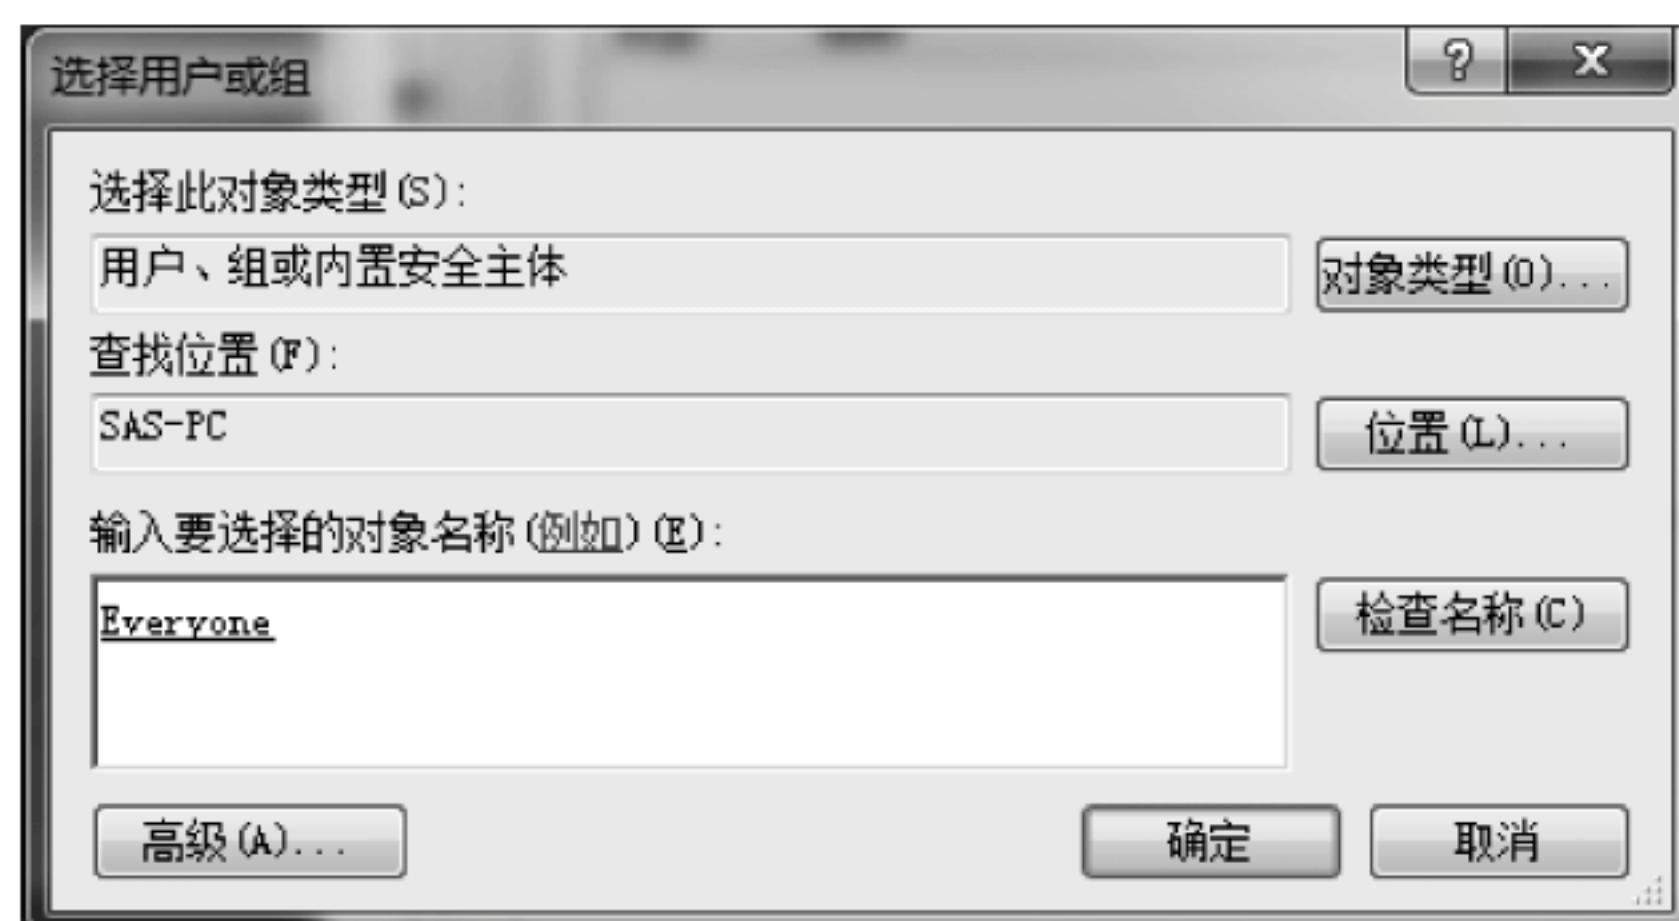 选择用户或组
选择此对象类型(S):
用户、组或内置安全主体
对象类型(O)...
查找位置(F):
SAS-PC
位置(L)...
输入要选择的对象名称(例如)(E):
Everyone
检查名称(C)
高级(A)...
确定
取消